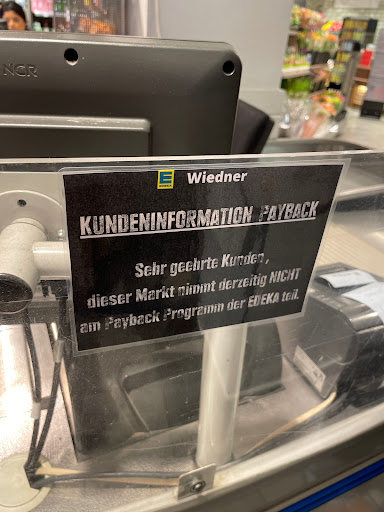 NCR
E Wiedner
KUNDENINFORMATION PAYBACK
Sehr geehrte Kunden,
dieser Markt nimmt derzeitig NICHT
am Payback Programm der EDEKA teil.